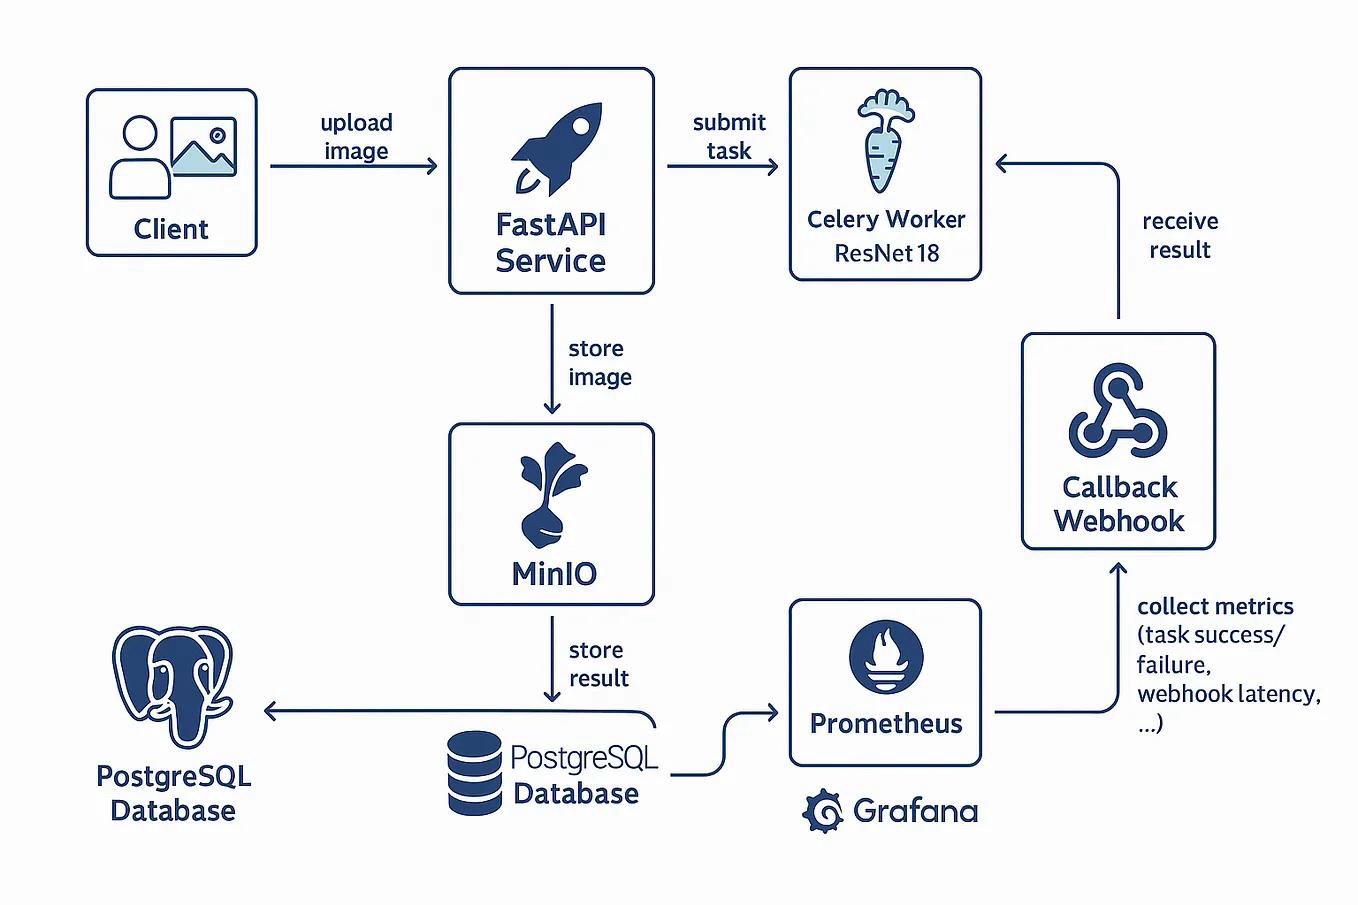 Client
upload
image
FastAPI
Service
submit
task
Celery Worker
ResNet 18
receive
result
store
image
MinIO
Callback
Webhook
store
result
collect metrics
(task success/
failure,
webhook latency,
...)
PostgreSQL
Database
PostgreSQL
Database
Prometheus
Grafana